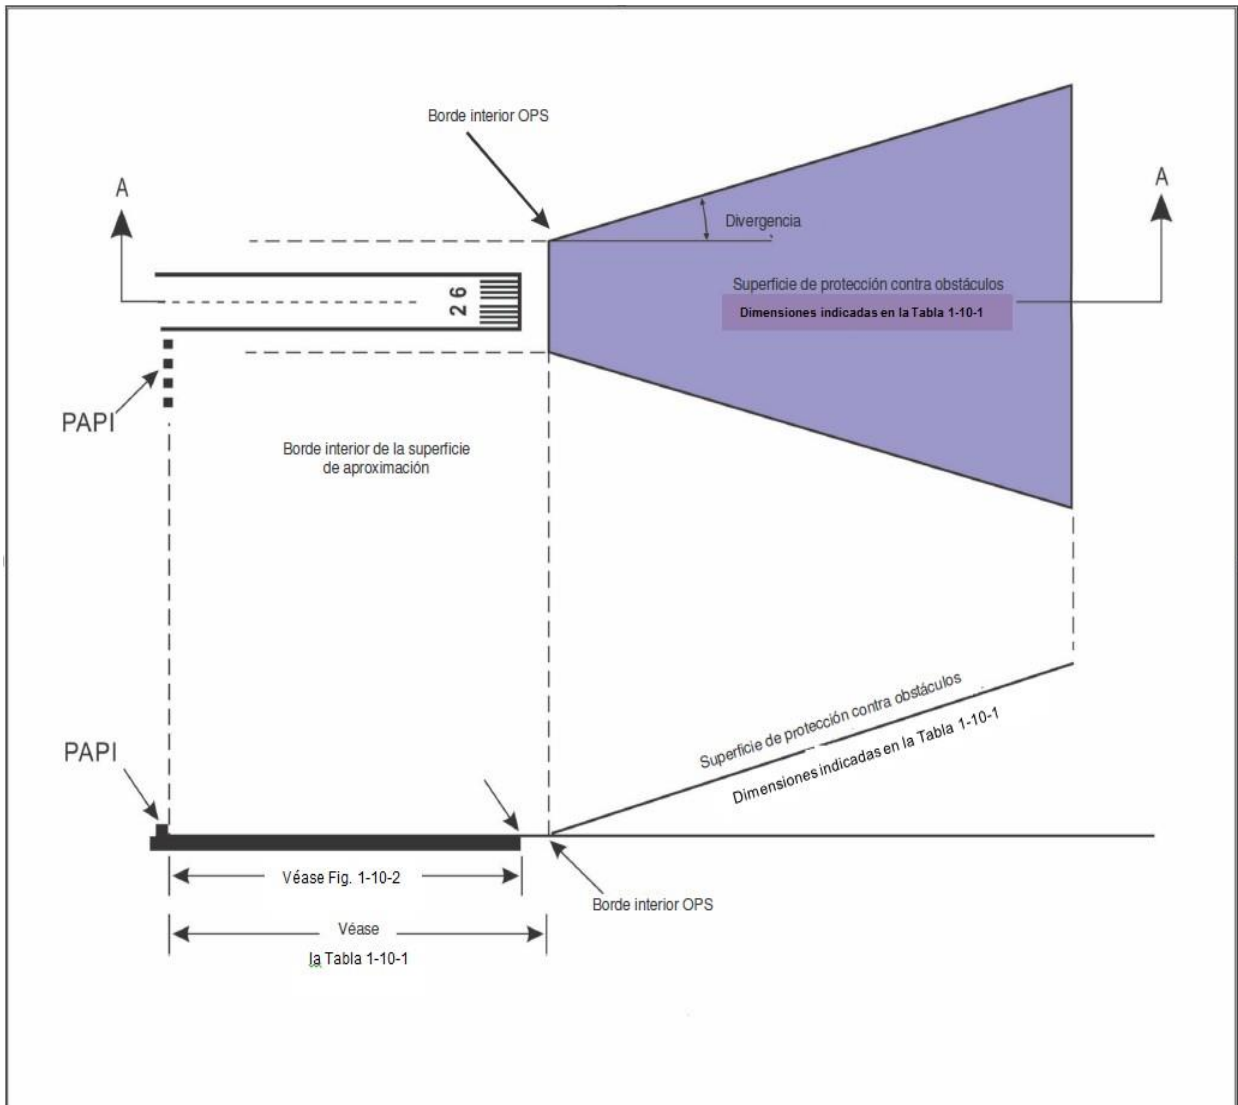 Borde interior OPS
A
A
Divergencia
Superficie de protección contra obstáculos
Dimensiones indicadas en la Tabla 1-10-1
26
PAPI
Borde interior de la superficie
de aproximación
Superficie de protección contra obstáculos
Dimensiones indicadas en la Tabla 1-10-1
PAPI
Véase Fig. 1-10-2
Borde interior OPS
Véase
la Tabla 1-10-1